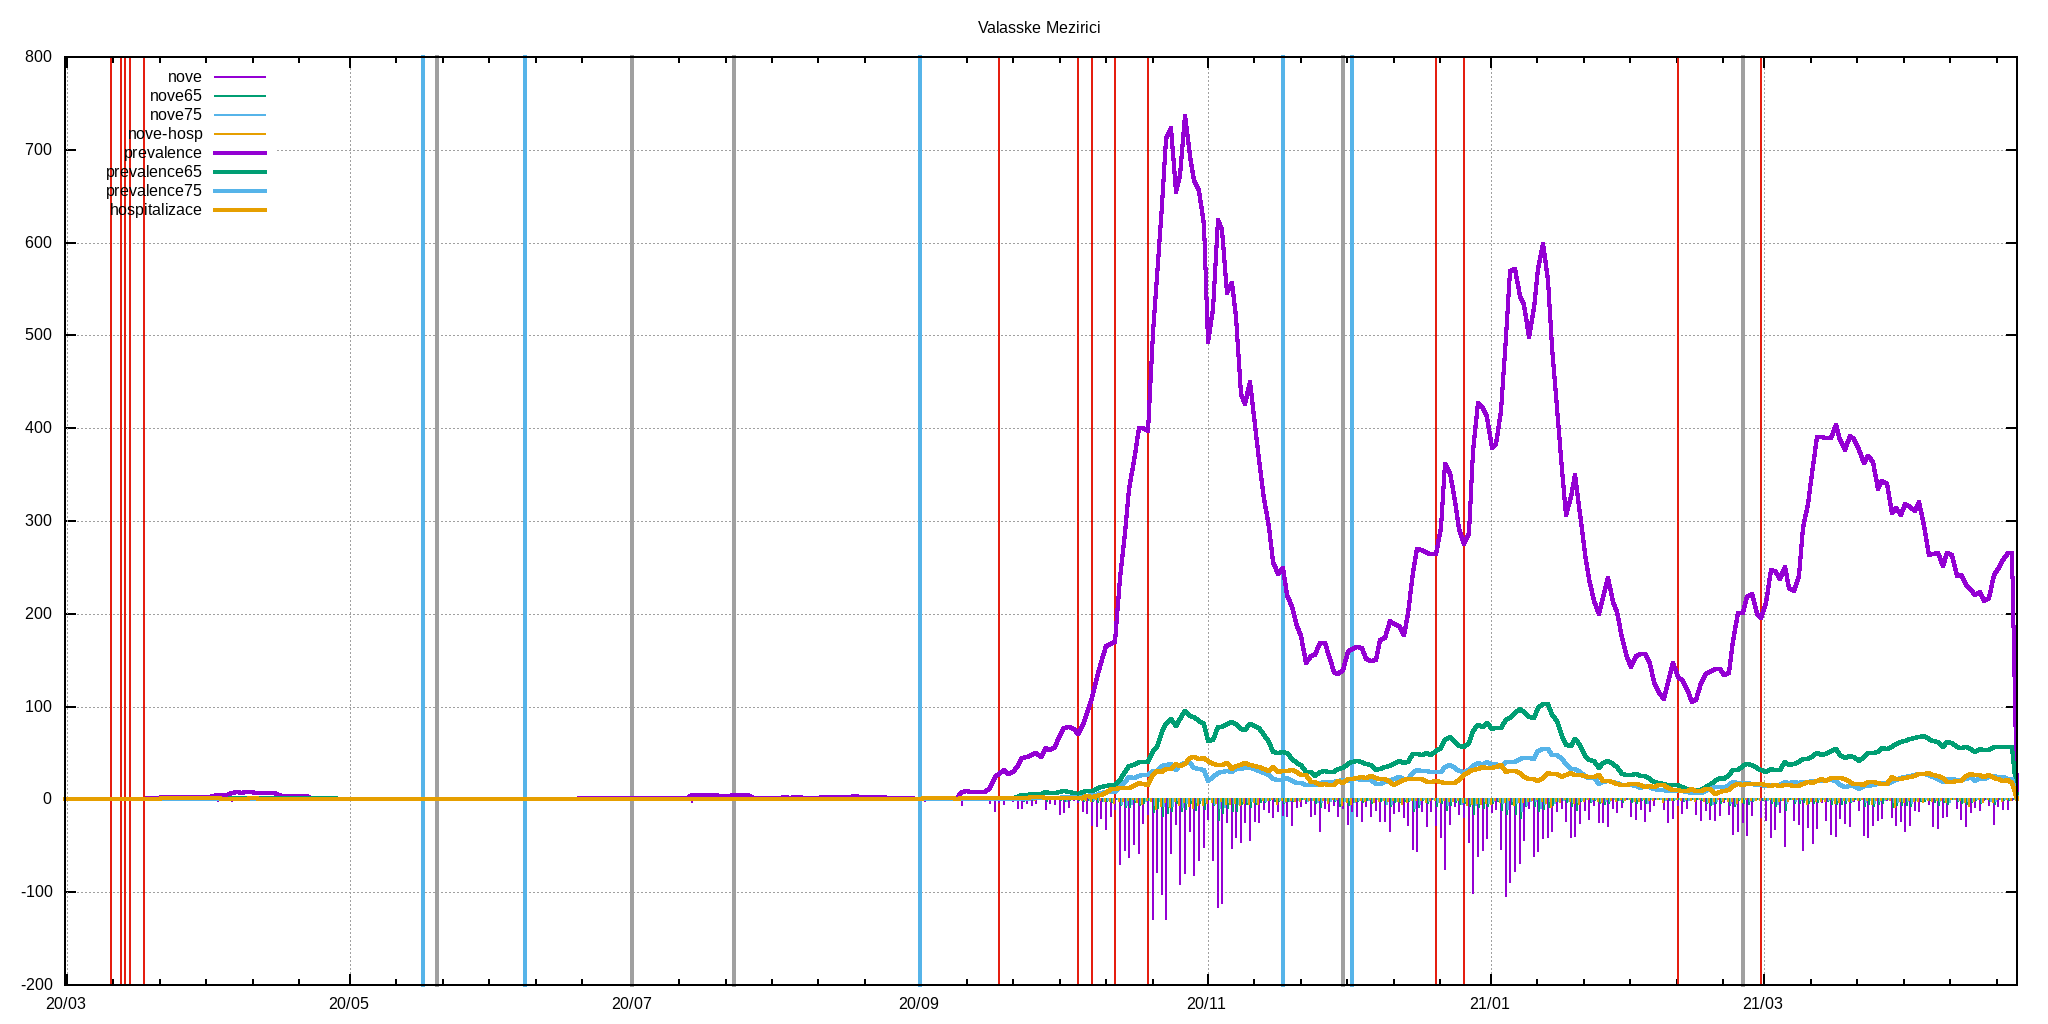 Valasske Mezirici
800
nove
nove65
nove75
nove-hosp
prevalence
prevalence65
prevalence75
hospitalizace
700
600
500
400
300
200
100
0
-100
-200
20/03 20/05 20/07 20/09 20/11 21/01 21/03